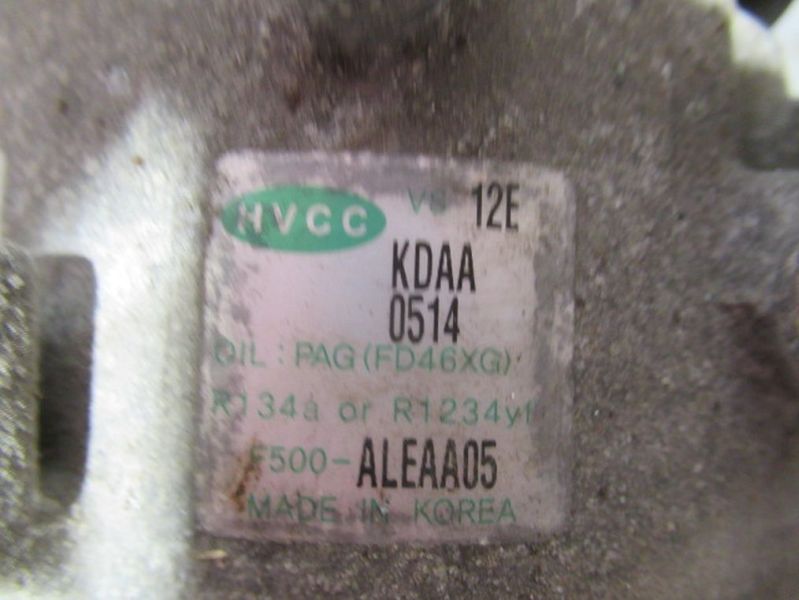 HVCC VS 12E
KDAA
0514
OIL : PAG(FD46XG)
R134a or R1234yf
F500-ALEAA05
MADE IN KOREA